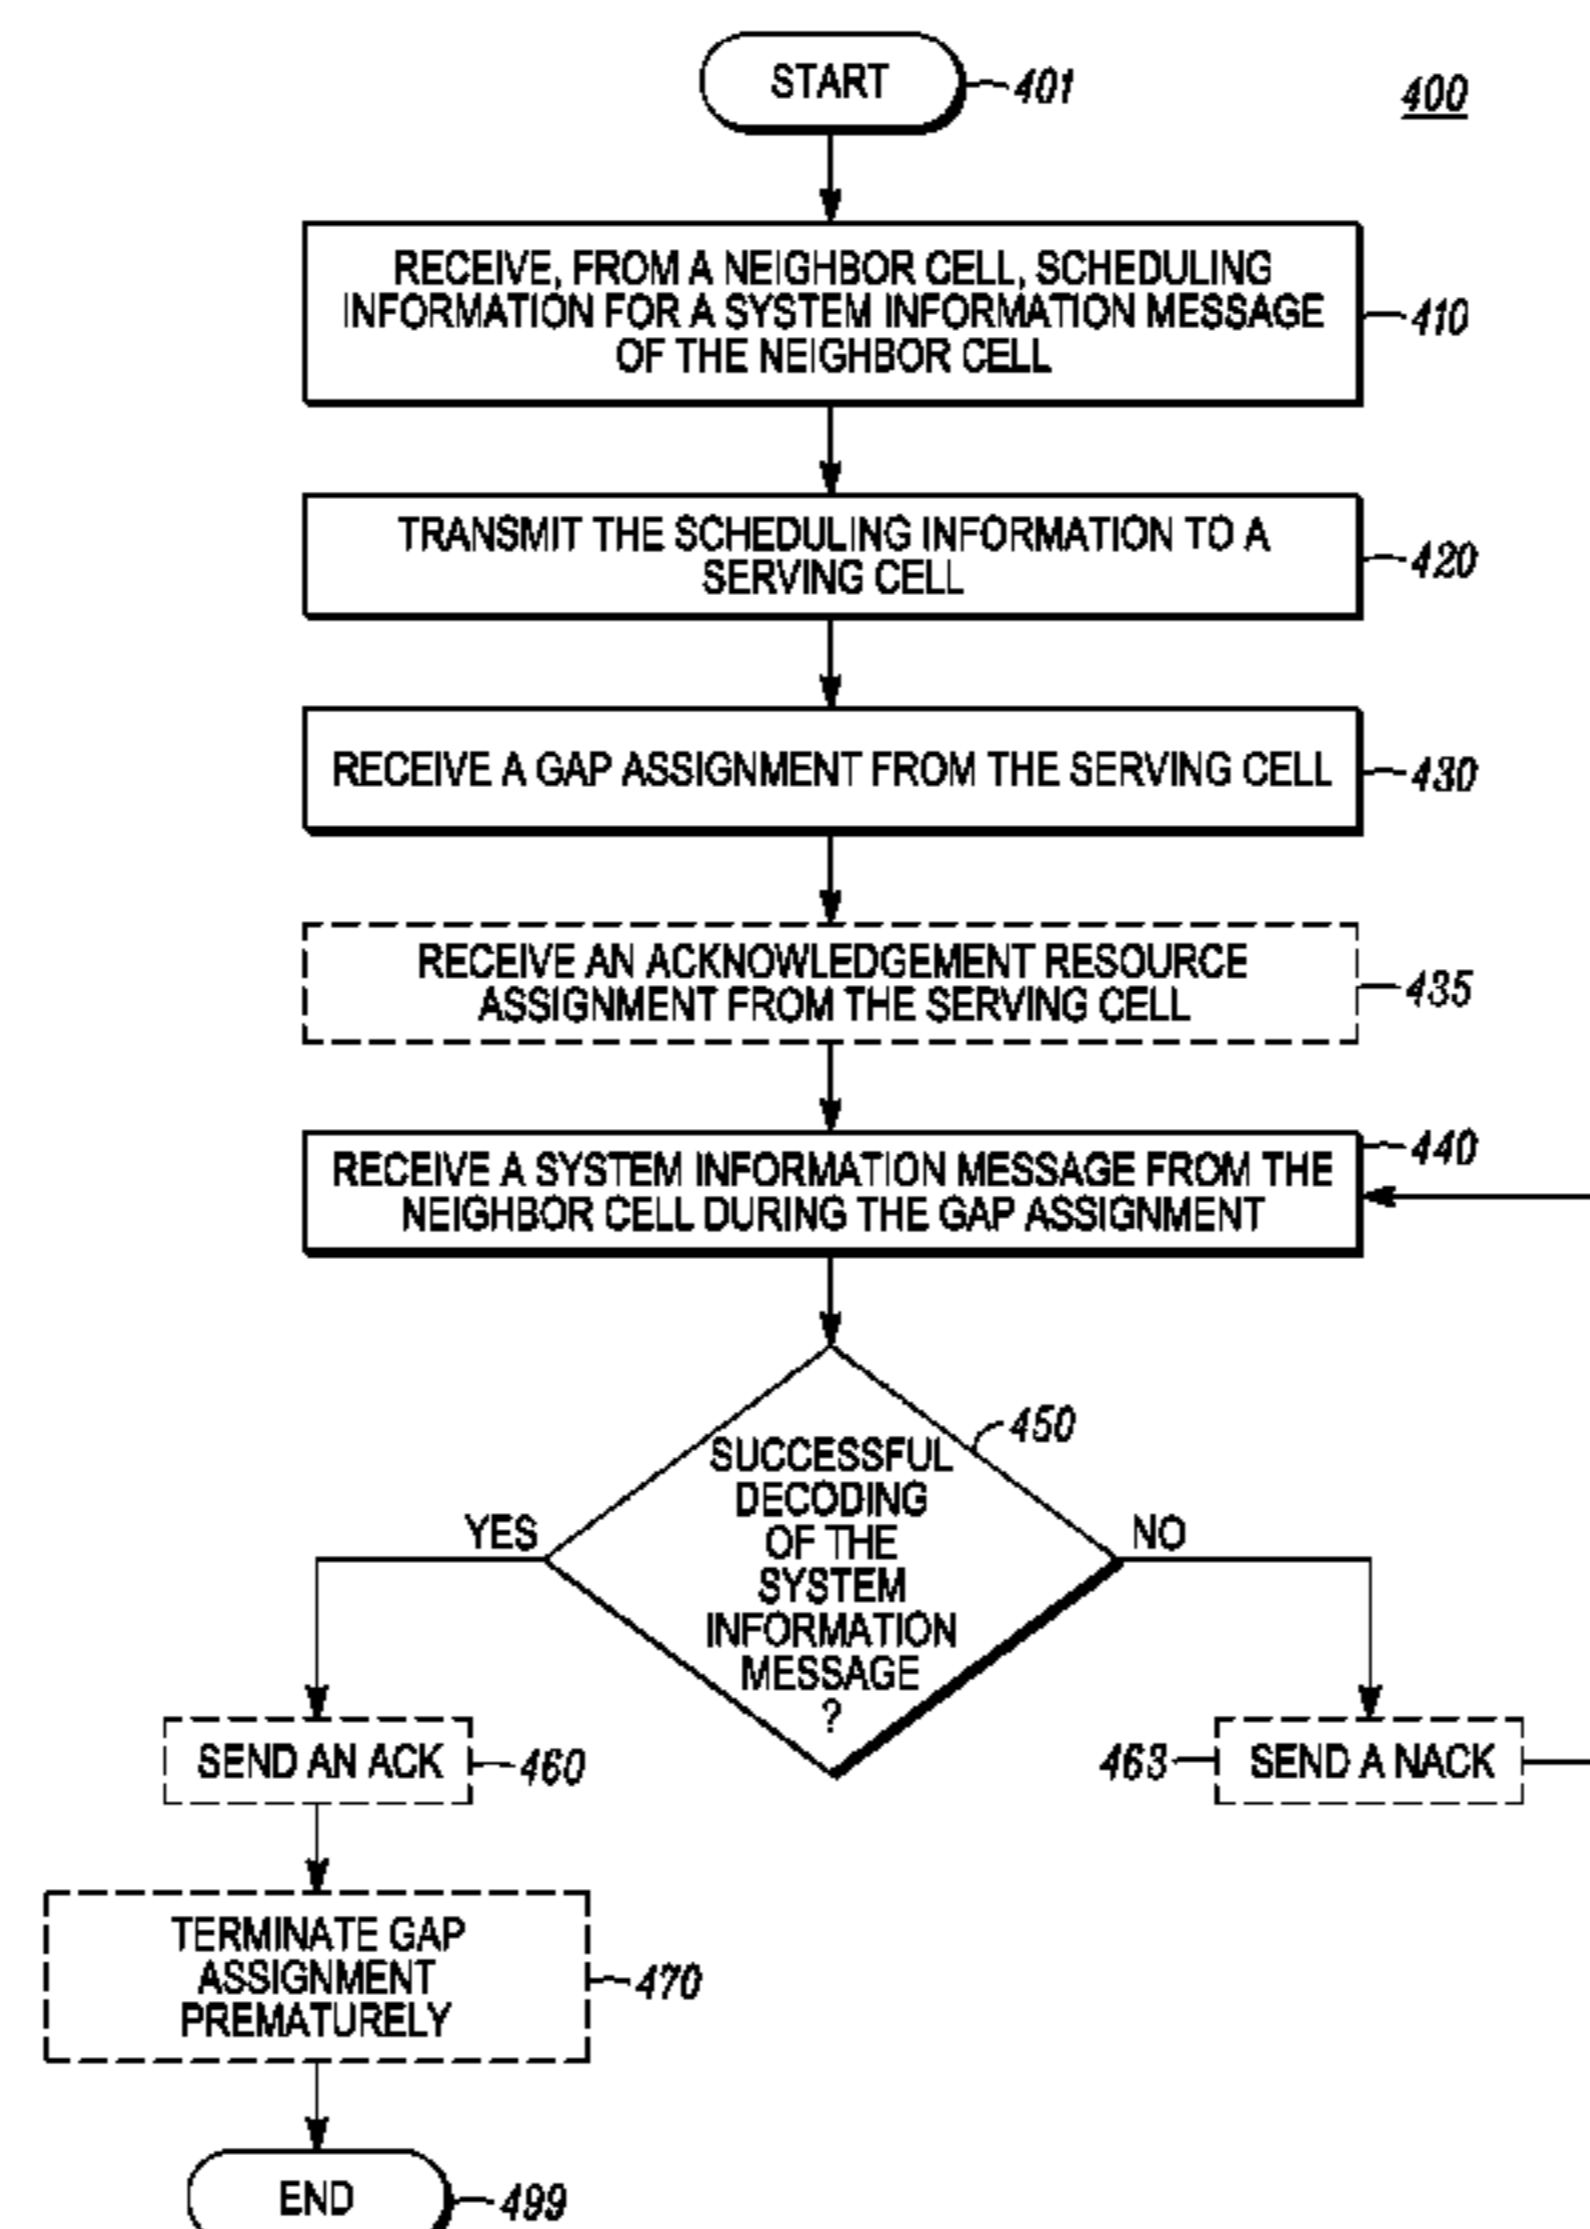 START
401
400
RECEIVE, FROM A NEIGHBOR CELL, SCHEDULING
INFORMATION FOR A SYSTEM INFORMATION MESSAGE
OF THE NEIGHBOR CELL
410
TRANSMIT THE SCHEDULING INFORMATION TO A
SERVING CELL
420
RECEIVE A GAP ASSIGNMENT FROM THE SERVING CELL
430
RECEIVE AN ACKNOWLEDGEMENT RESOURCE
ASSIGNMENT FROM THE SERVING CELL
435
RECEIVE A SYSTEM INFORMATION MESSAGE FROM THE
NEIGHBOR CELL DURING THE GAP ASSIGNMENT
440
SUCCESSFUL
DECODING
OF THE
SYSTEM
INFORMATION
MESSAGE
?
450
YES
NO
SEND AN ACK
460
463
SEND A NACK
TERMINATE GAP
ASSIGNMENT
PREMATURELY
470
END
499